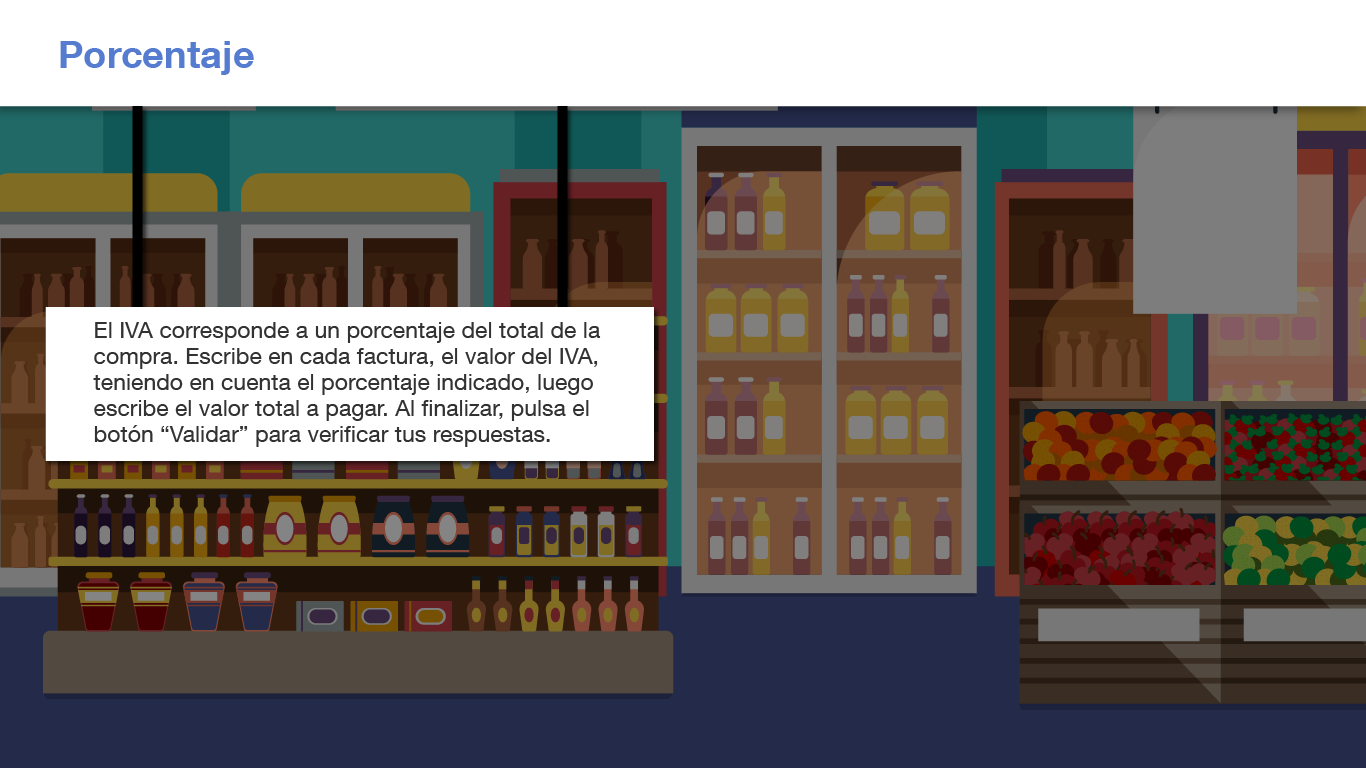 Porcentaje
El IVA corresponde a un porcentaje del total de la
compra. Escribe en cada factura, el valor del IVA,
teniendo en cuenta el porcentaje indicado, luego
escribe el valor total a pagar. Al finalizar, pulsa el
botón “Validar” para verificar tus respuestas.